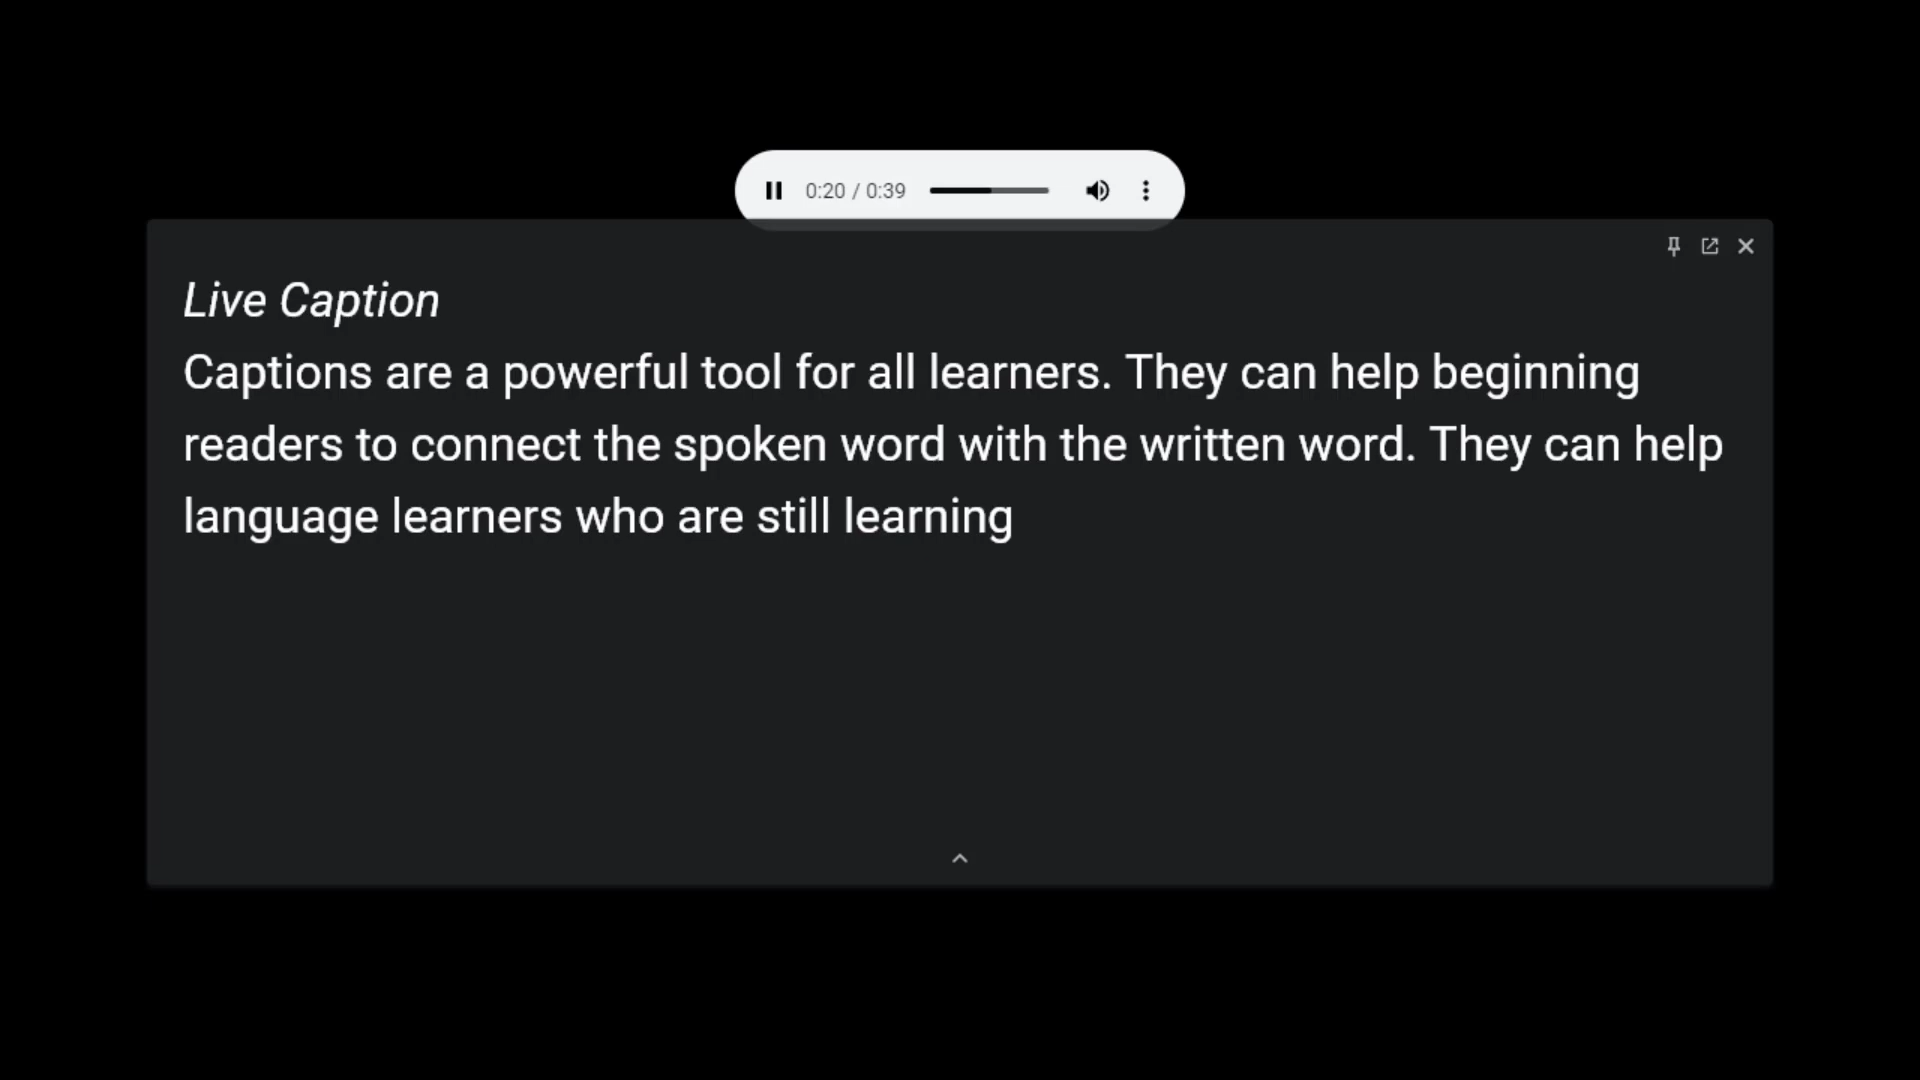 0:20 / 0:39
Live Caption
Captions are a powerful tool for all learners. They can help beginning
readers to connect the spoken word with the written word. They can help
language learners who are still learning